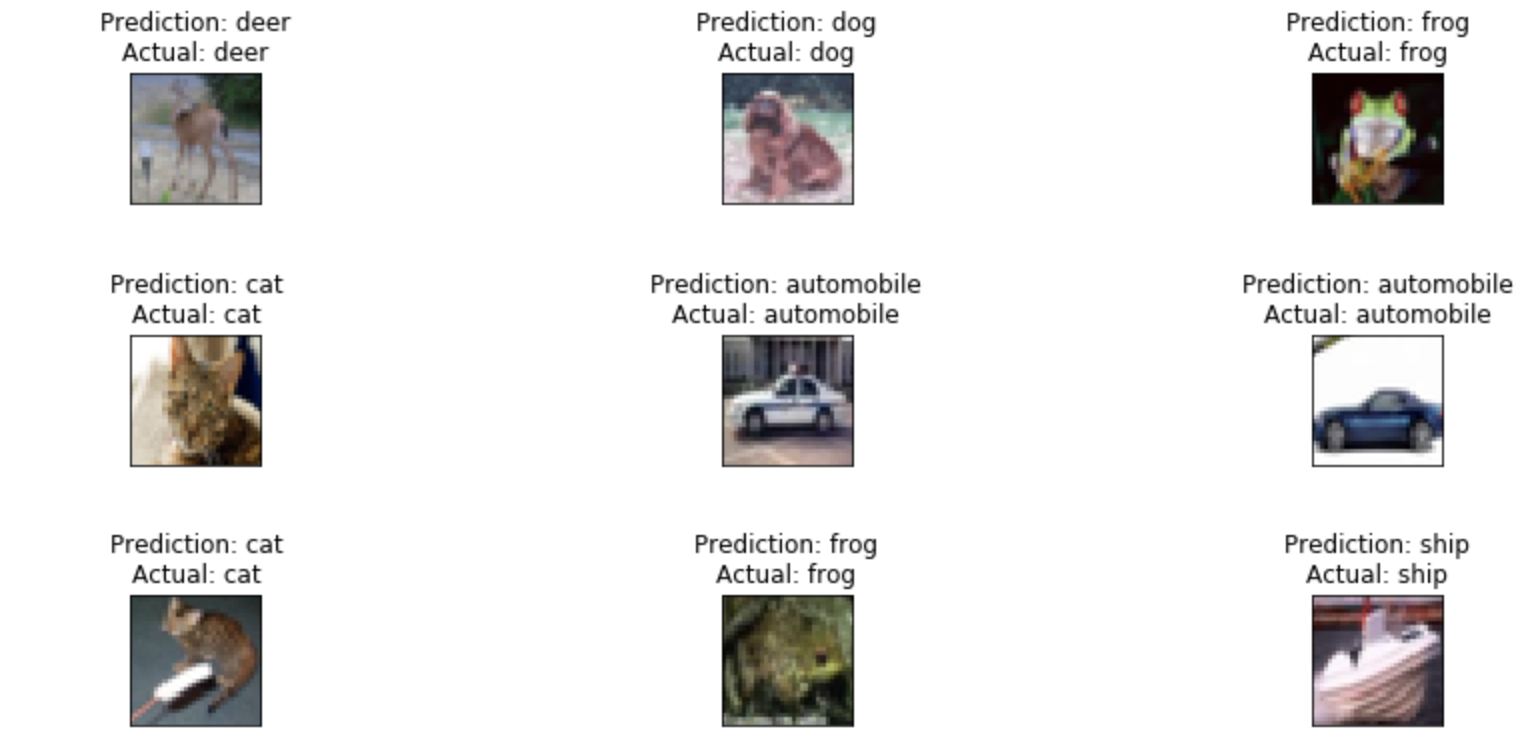 Prediction: deer
Actual: deer
Prediction: dog
Actual: dog
Prediction: frog
Actual: frog
Prediction: cat
Actual: cat
Prediction: automobile
Actual: automobile
Prediction: automobile
Actual: automobile
Prediction: cat
Actual: cat
Prediction: frog
Actual: frog
Prediction: ship
Actual: ship